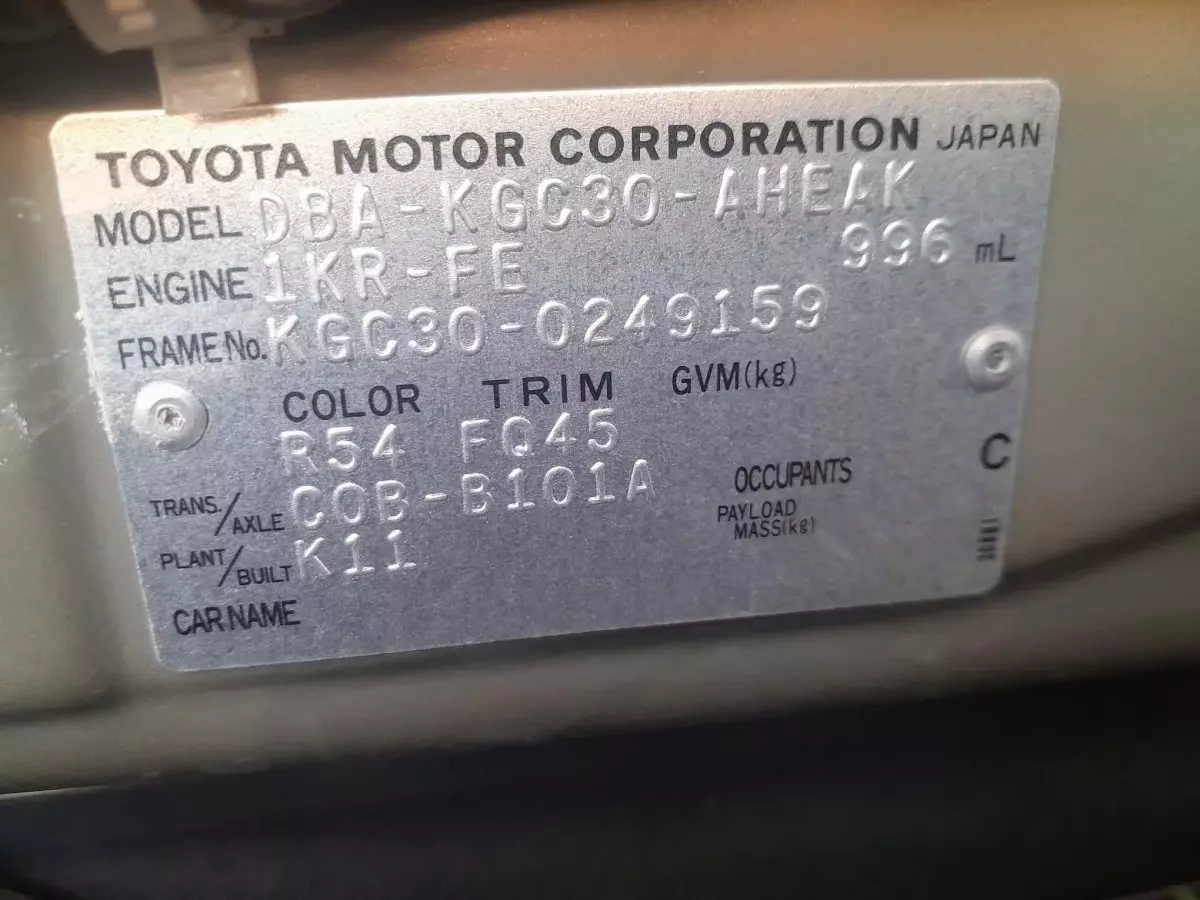 TOYOTA MOTOR CORPORATION JAPAN
MODEL DBA-KGC30-AHEAK
ENGINE 1KR-FE 996 mL
FRAME No. KGC30-0249159
COLOR TRIM GVM(kg)
R54 FQ45
TRANS./AXLE C0B-B101A OCCUPANTS C
PAYLOAD MASS(kg)
PLANT/BUILT K11
CAR NAME